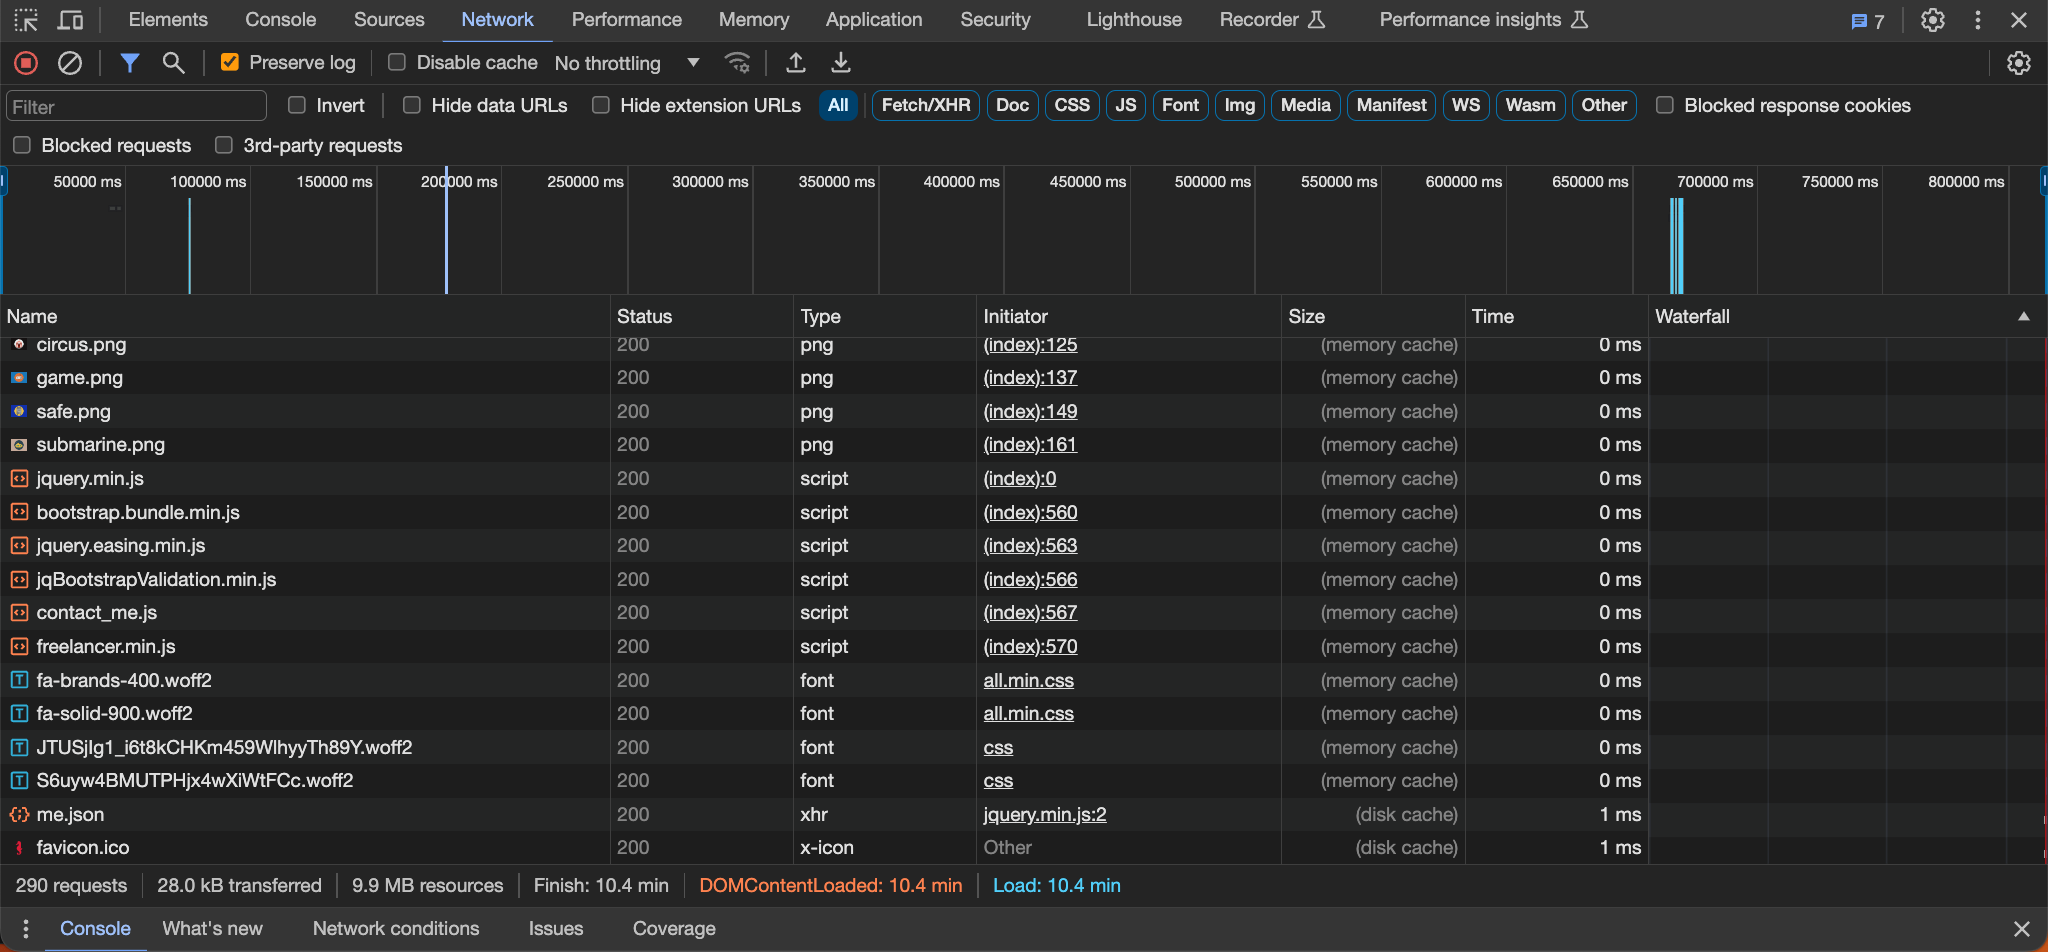 Elements Console Sources Network Performance Memory Application Security Lighthouse Recorder Performance insights 7
Preserve log Disable cache No throttling
Filter Invert Hide data URLs Hide extension URLs All Fetch/XHR Doc CSS JS Font Img Media Manifest WS Wasm Other Blocked response cookies
Blocked requests 3rd-party requests
50000 ms 100000 ms 150000 ms 200000 ms 250000 ms 300000 ms 350000 ms 400000 ms 450000 ms 500000 ms 550000 ms 600000 ms 650000 ms 700000 ms 750000 ms 800000 ms
Name Status Type Initiator Size Time Waterfall
circus.png 200 png (index):125 (memory cache) 0 ms
game.png 200 png (index):137 (memory cache) 0 ms
safe.png 200 png (index):149 (memory cache) 0 ms
submarine.png 200 png (index):161 (memory cache) 0 ms
jquery.min.js 200 script (index):0 (memory cache) 0 ms
bootstrap.bundle.min.js 200 script (index):560 (memory cache) 0 ms
jquery.easing.min.js 200 script (index):563 (memory cache) 0 ms
jqBootstrapValidation.min.js 200 script (index):566 (memory cache) 0 ms
contact_me.js 200 script (index):567 (memory cache) 0 ms
freelancer.min.js 200 script (index):570 (memory cache) 0 ms
fa-brands-400.woff2 200 font all.min.css (memory cache) 0 ms
fa-solid-900.woff2 200 font all.min.css (memory cache) 0 ms
JTUSjIg1_i6t8kCHKm459WlhyyTh89Y.woff2 200 font css (memory cache) 0 ms
S6uyw4BMUTPHjx4wXiWtFCc.woff2 200 font css (memory cache) 0 ms
me.json 200 xhr jquery.min.js:2 (disk cache) 1 ms
favicon.ico 200 x-icon Other (disk cache) 1 ms
290 requests 28.0 kB transferred 9.9 MB resources Finish: 10.4 min DOMContentLoaded: 10.4 min Load: 10.4 min
Console What's new Network conditions Issues Coverage